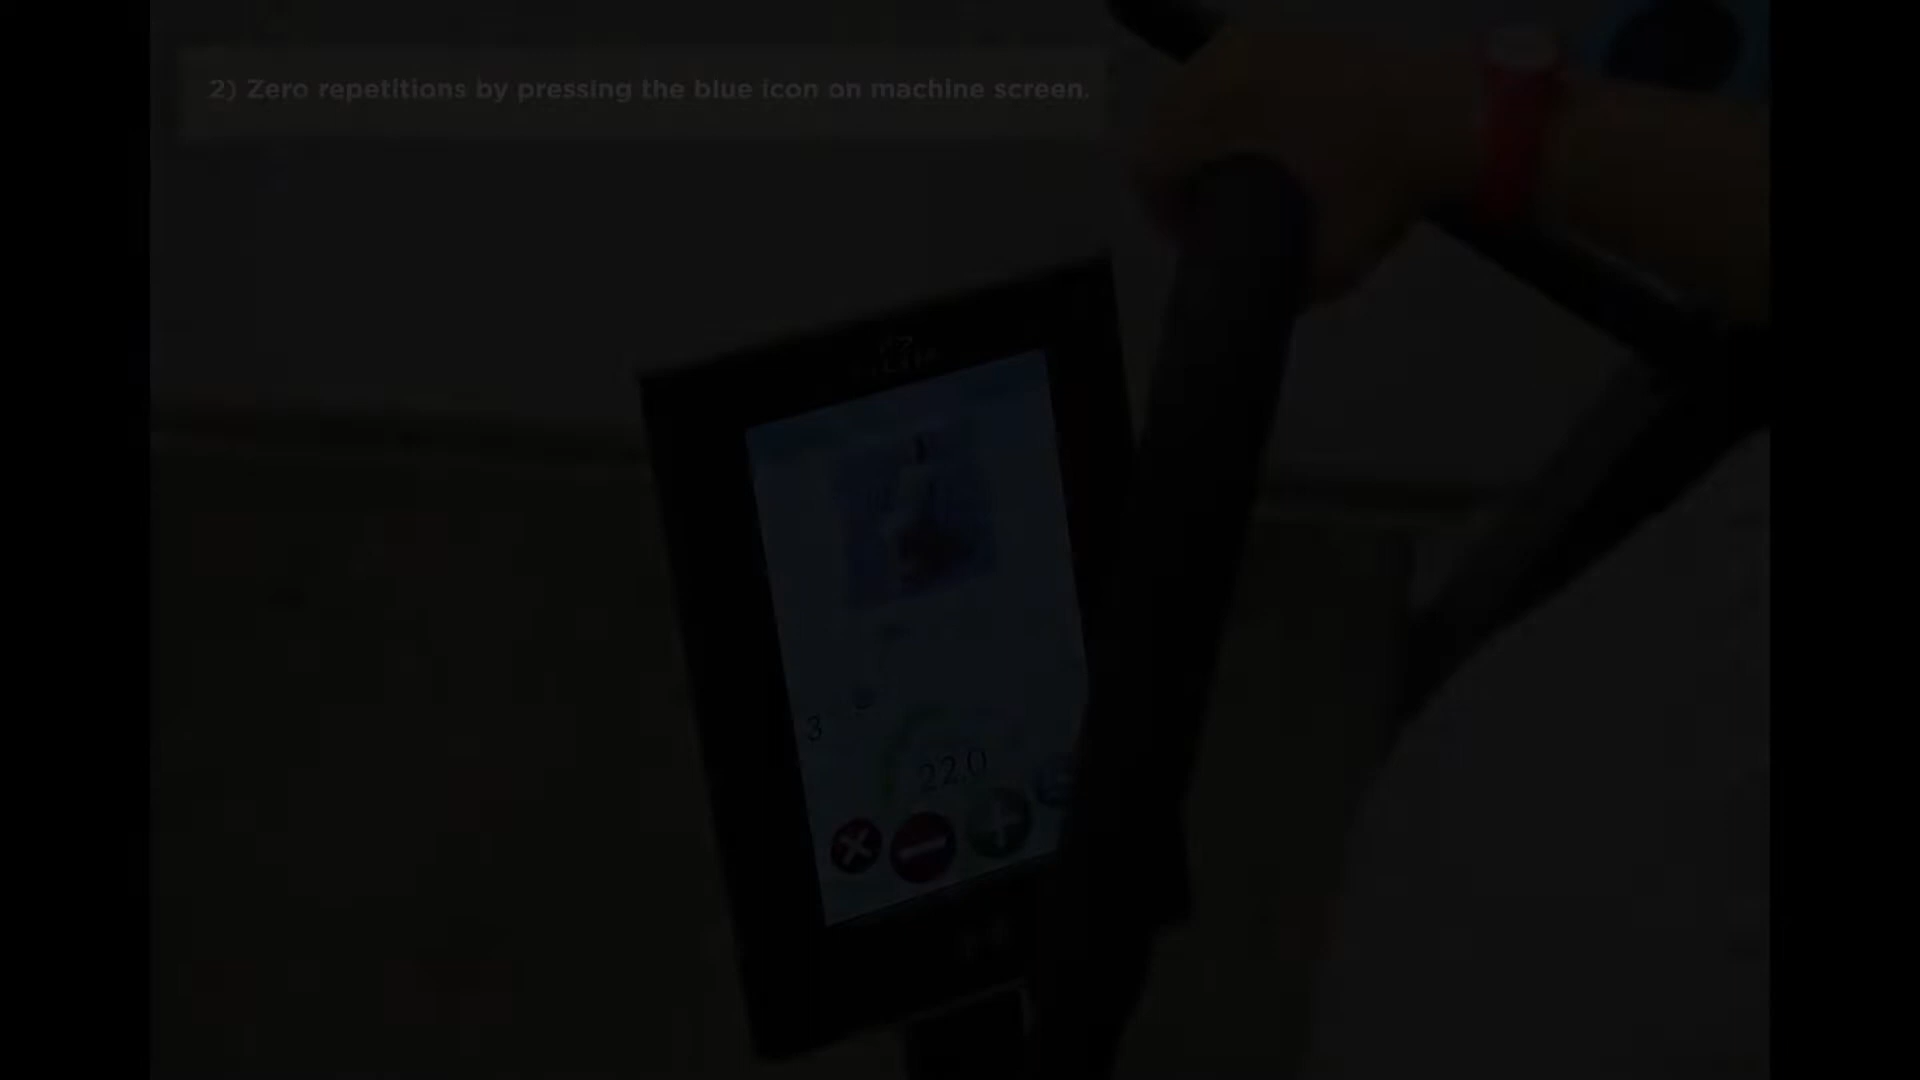 2) Zero repetitions by pressing the blue icon on machine screen.
3
22.0